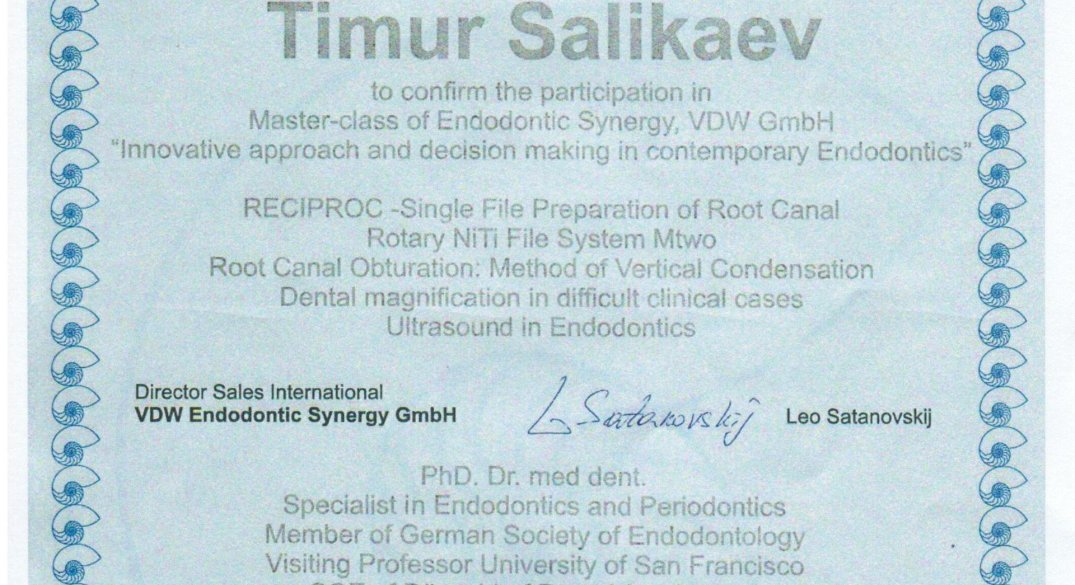 Timur Salikaev
to confirm the participation in
Master-class of Endodontic Synergy, VDW GmbH
"Innovative approach and decision making in contemporary Endodontics"
RECIPROC -Single File Preparation of Root Canal
Rotary NiTi File System Mtwo
Root Canal Obturation: Method of Vertical Condensation
Dental magnification in difficult clinical cases
Ultrasound in Endodontics
Director Sales International
VDW Endodontic Synergy GmbH
L Satanovskij
Leo Satanovskij
PhD. Dr. med dent.
Specialist in Endodontics and Periodontics
Member of German Society of Endodontology
Visiting Professor University of San Francisco